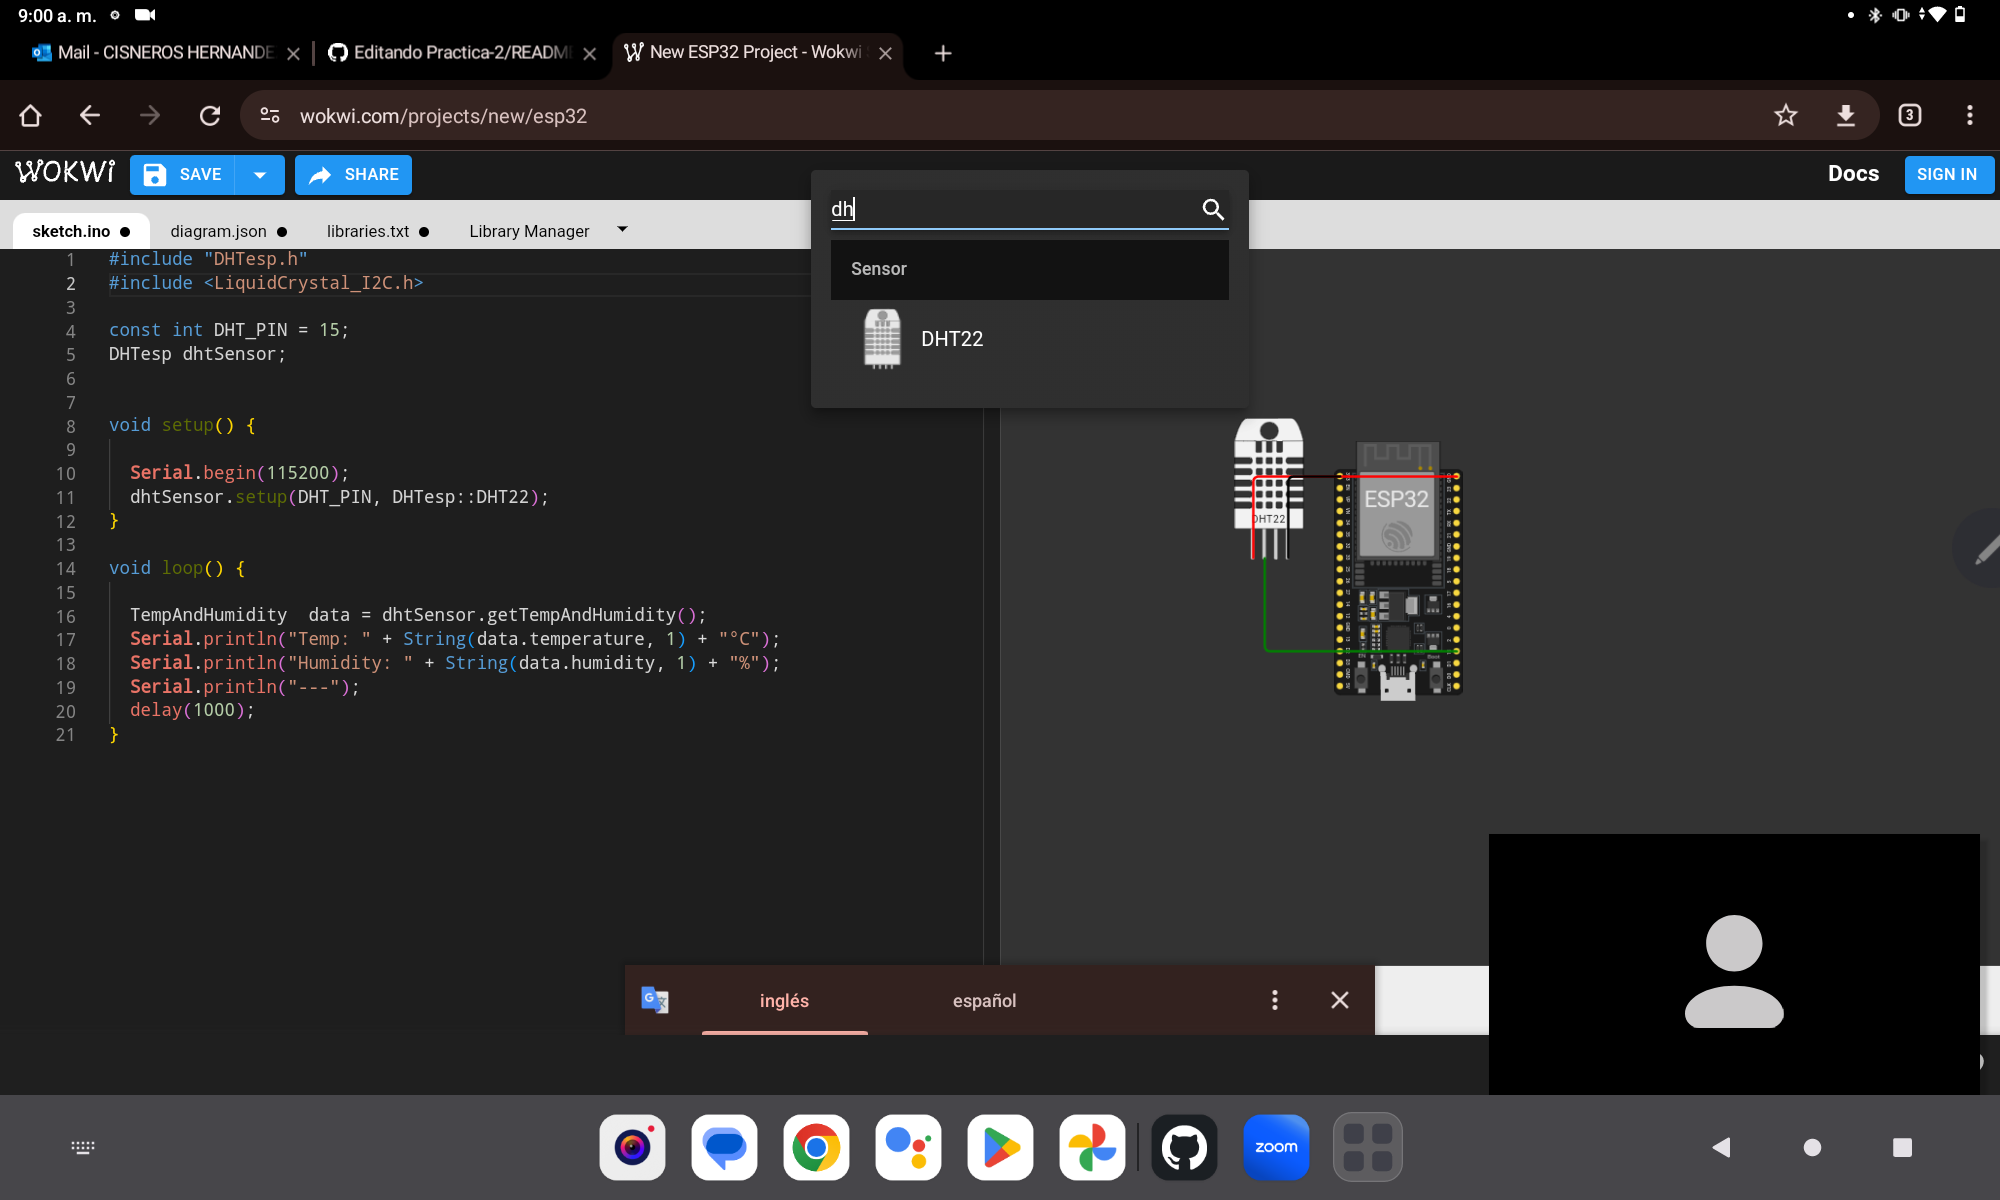 9:00 a. m.
Mail - CISNEROS HERNANDE
Editando Practica-2/READM
New ESP32 Project - Wokwi
wokwi.com/projects/new/esp32
3
WOKWi
SAVE
SHARE
Docs
SIGN IN
sketch.ino
diagram.json
libraries.txt
Library Manager
dh
Sensor
DHT22
1 #include "DHTesp.h"
2 #include <LiquidCrystal_I2C.h>
3
4 const int DHT_PIN = 15;
5 DHTesp dhtSensor;
6
7
8 void setup() {
9
10 Serial.begin(115200);
11 dhtSensor.setup(DHT_PIN, DHTesp::DHT22);
12 }
13
14 void loop() {
15
16 TempAndHumidity  data = dhtSensor.getTempAndHumidity();
17 Serial.println("Temp: " + String(data.temperature, 1) + "°C");
18 Serial.println("Humidity: " + String(data.humidity, 1) + "%");
19 Serial.println("---");
20 delay(1000);
21 }
DHT22
ESP32
inglés
español
zoom